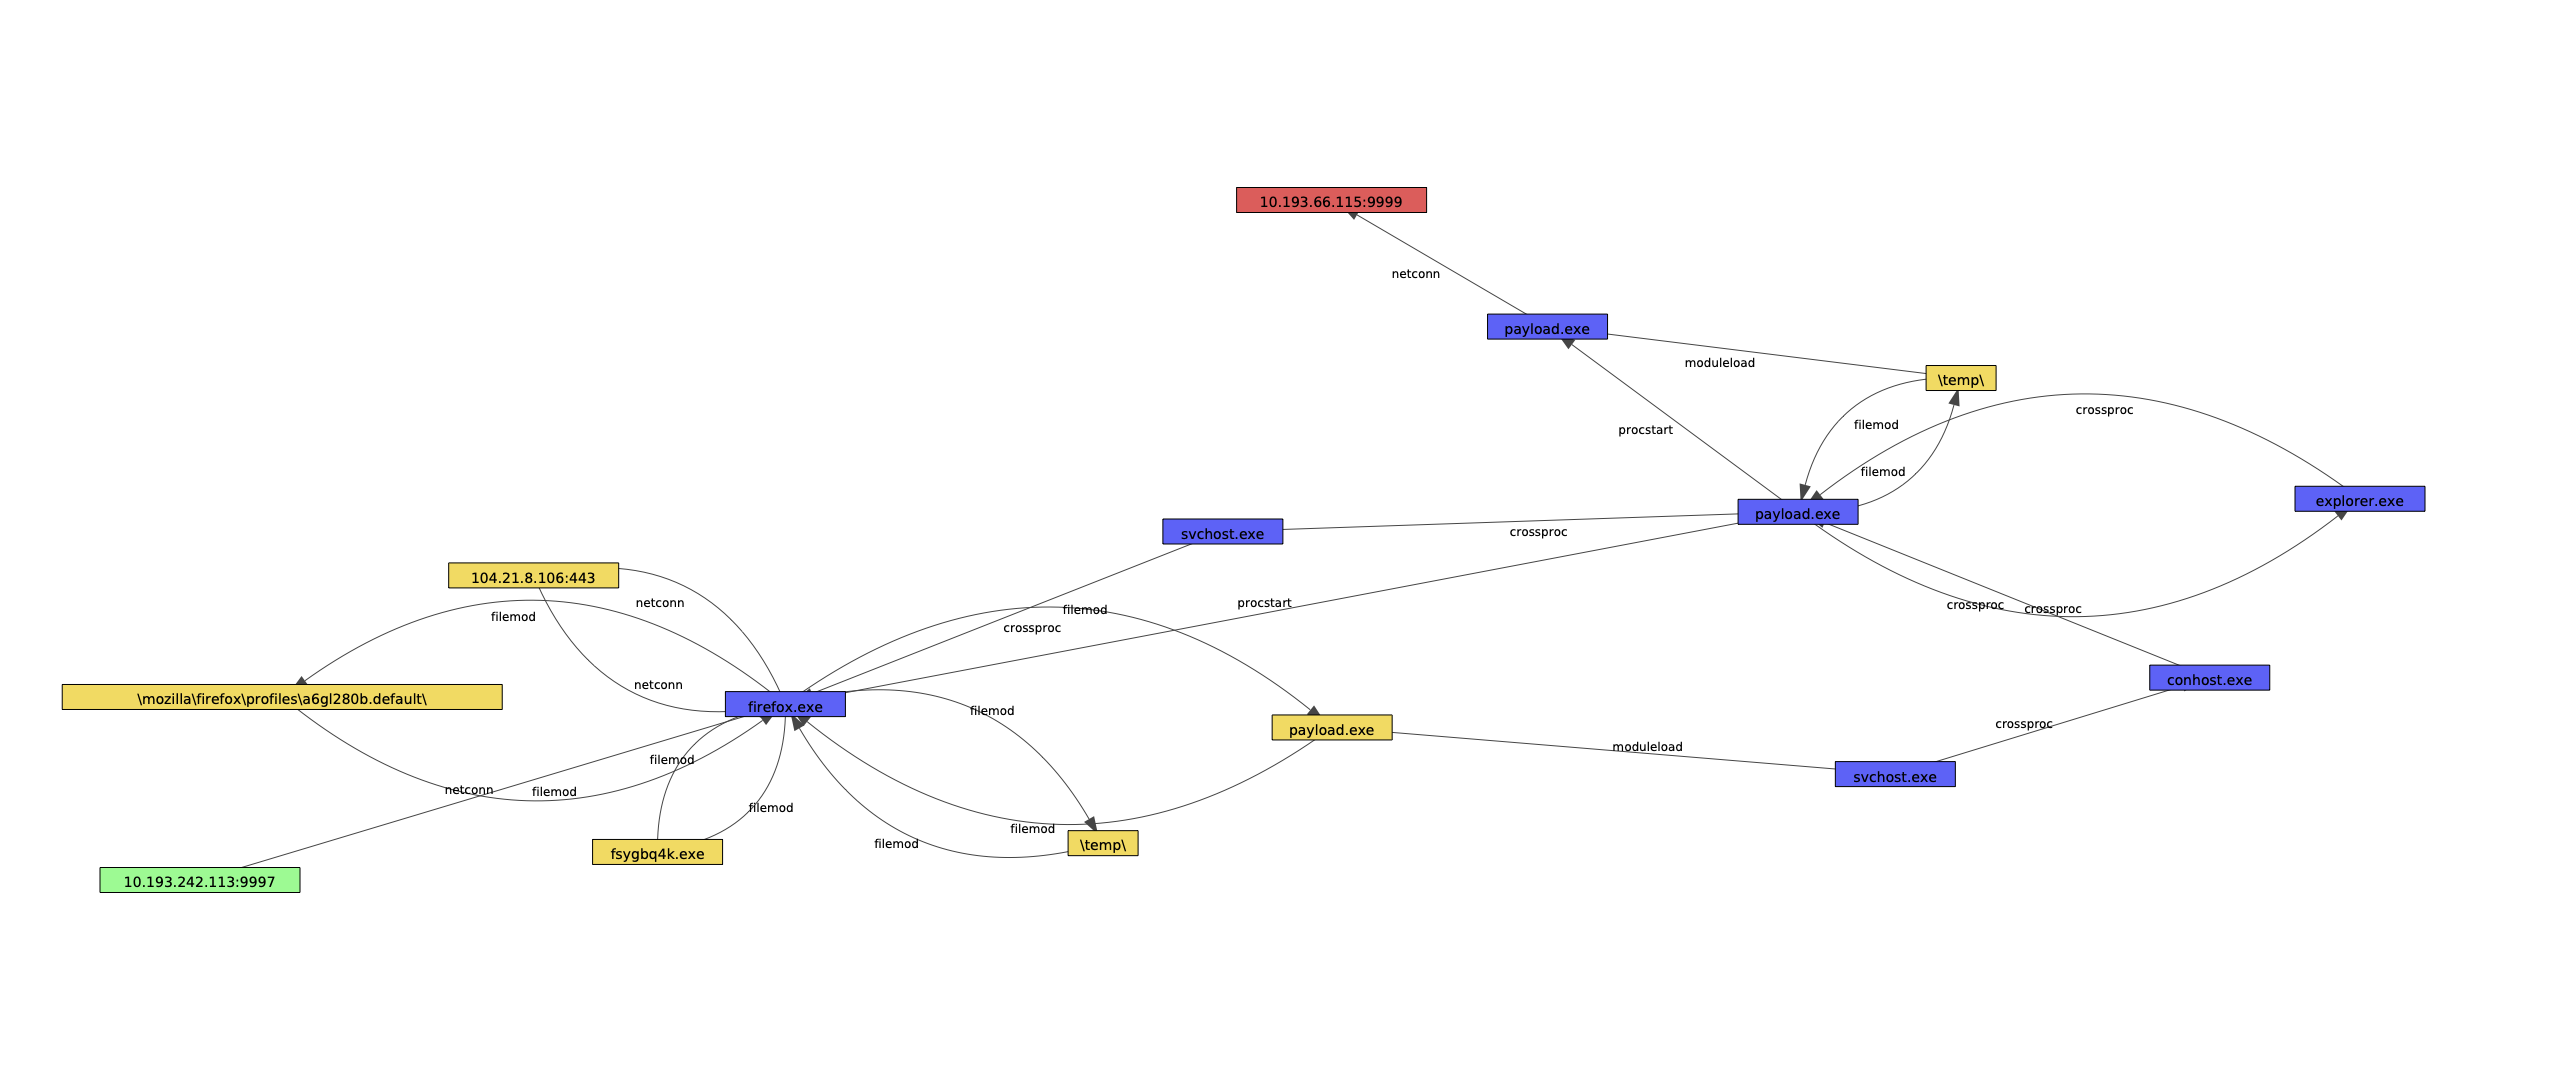 10.193.66.115:9999
netconn
payload.exe
moduleload
\temp\
crossproc
filemod
procstart
filemod
explorer.exe
payload.exe
svchost.exe
crossproc
104.21.8.106:443
netconn
procstart
crossproc
crossproc
filemod
filemod
crossproc
conhost.exe
netconn
\mozilla\firefox\profiles\a6gl280b.default\
firefox.exe
filemod
crossproc
payload.exe
moduleload
filemod
svchost.exe
netconn
filemod
filemod
filemod
filemod
\temp\
fsygbq4k.exe
10.193.242.113:9997